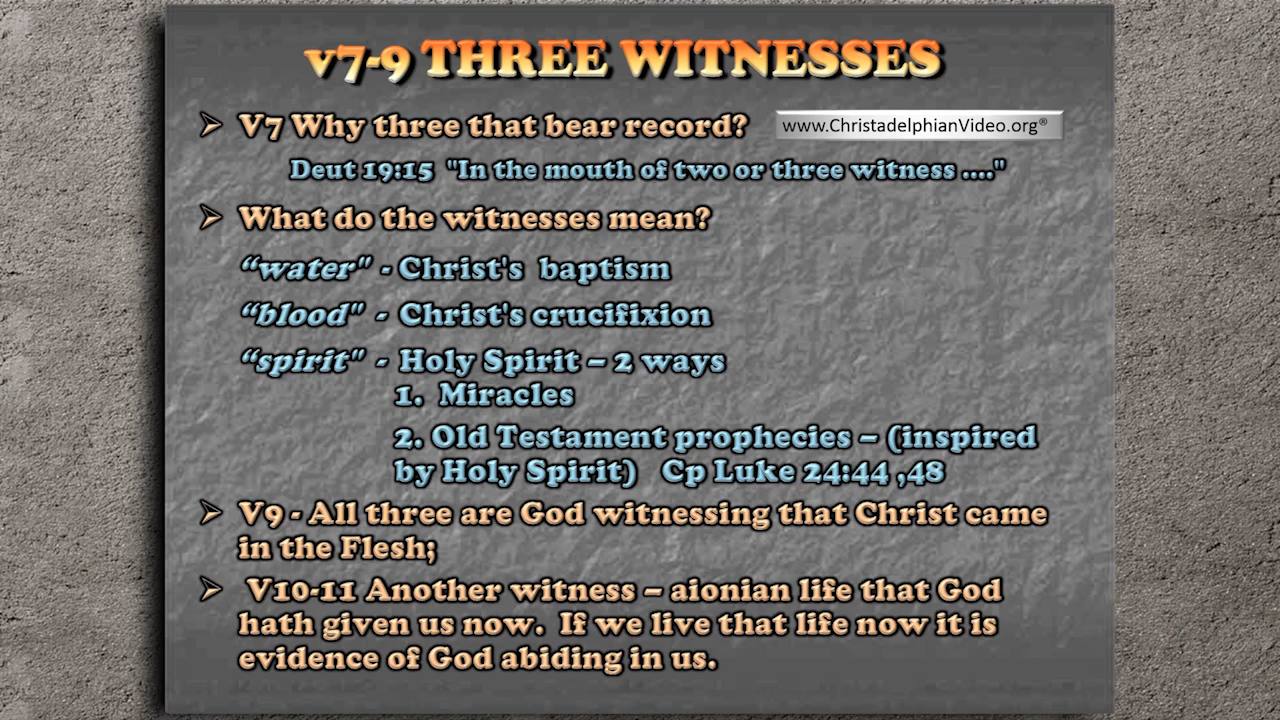 v7-9 THREE WITNESSES
V7 Why three that bear record?
www.ChristadelphianVideo.org®
Deut 19:15 "In the mouth of two or three witness ...."
What do the witnesses mean?
“water" - Christ's baptism
“blood" - Christ's crucifixion
“spirit" - Holy Spirit – 2 ways
1. Miracles
2. Old Testament prophecies – (inspired
by Holy Spirit) Cp Luke 24:44 ,48
V9 - All three are God witnessing that Christ came
in the Flesh;
V10-11 Another witness – aionian life that God
hath given us now. If we live that life now it is
evidence of God abiding in us.